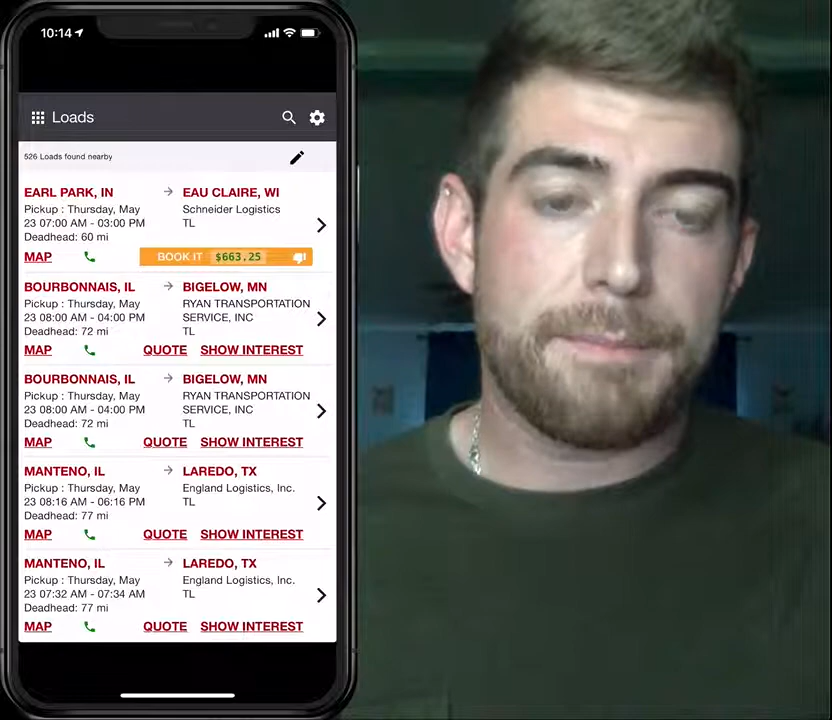 10:14
Loads
526 Loads found nearby
EARL PARK, IN → EAU CLAIRE, WI
Pickup : Thursday, May Schneider Logistics
23 07:00 AM - 03:00 PM TL
Deadhead: 60 mi
MAP BOOK IT $663.25
BOURBONNAIS, IL → BIGELOW, MN
Pickup : Thursday, May RYAN TRANSPORTATION
23 08:00 AM - 04:00 PM SERVICE, INC
Deadhead: 72 mi TL
MAP QUOTE SHOW INTEREST
BOURBONNAIS, IL → BIGELOW, MN
Pickup : Thursday, May RYAN TRANSPORTATION
23 08:00 AM - 04:00 PM SERVICE, INC
Deadhead: 72 mi TL
MAP QUOTE SHOW INTEREST
MANTENO, IL → LAREDO, TX
Pickup : Thursday, May England Logistics, Inc.
23 08:16 AM - 06:16 PM TL
Deadhead: 77 mi
MAP QUOTE SHOW INTEREST
MANTENO, IL → LAREDO, TX
Pickup : Thursday, May England Logistics, Inc.
23 07:32 AM - 07:34 AM TL
Deadhead: 77 mi
MAP QUOTE SHOW INTEREST